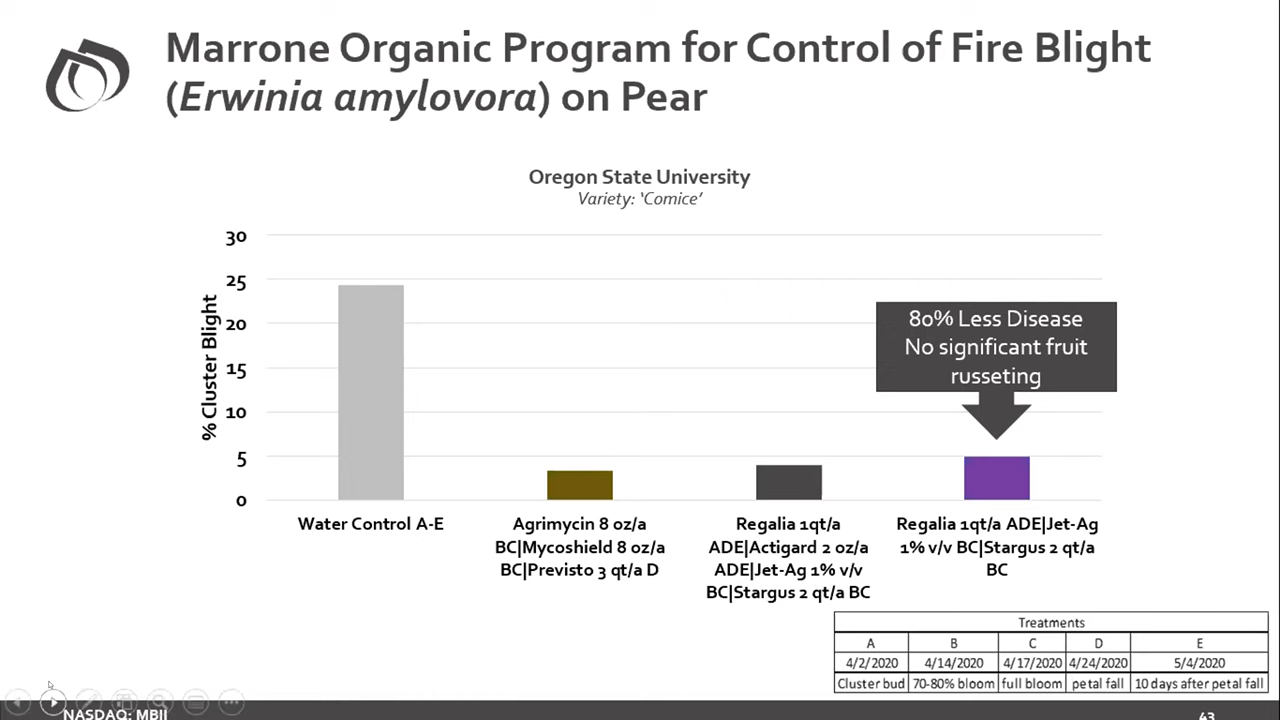 Marrone Organic Program for Control of Fire Blight
(Erwinia amylovora) on Pear
Oregon State University
Variety: 'Comice'
% Cluster Blight
30
25
20
15
10
5
0
80% Less Disease
No significant fruit
russeting
Water Control A-E
Agrimycin 8 oz/a
BC|Mycoshield 8 oz/a
BC|Previsto 3 qt/a D
Regalia 1qt/a
ADE|Actigard 2 oz/a
ADE|Jet-Ag 1% v/v
BC|Stargus 2 qt/a BC
Regalia 1qt/a ADE|Jet-Ag
1% v/v BC|Stargus 2 qt/a
BC
Treatments
A B C D E
4/2/2020 4/14/2020 4/17/2020 4/24/2020 5/4/2020
Cluster bud 70-80% bloom full bloom petal fall 10 days after petal fall
NASDAQ: MBII
43